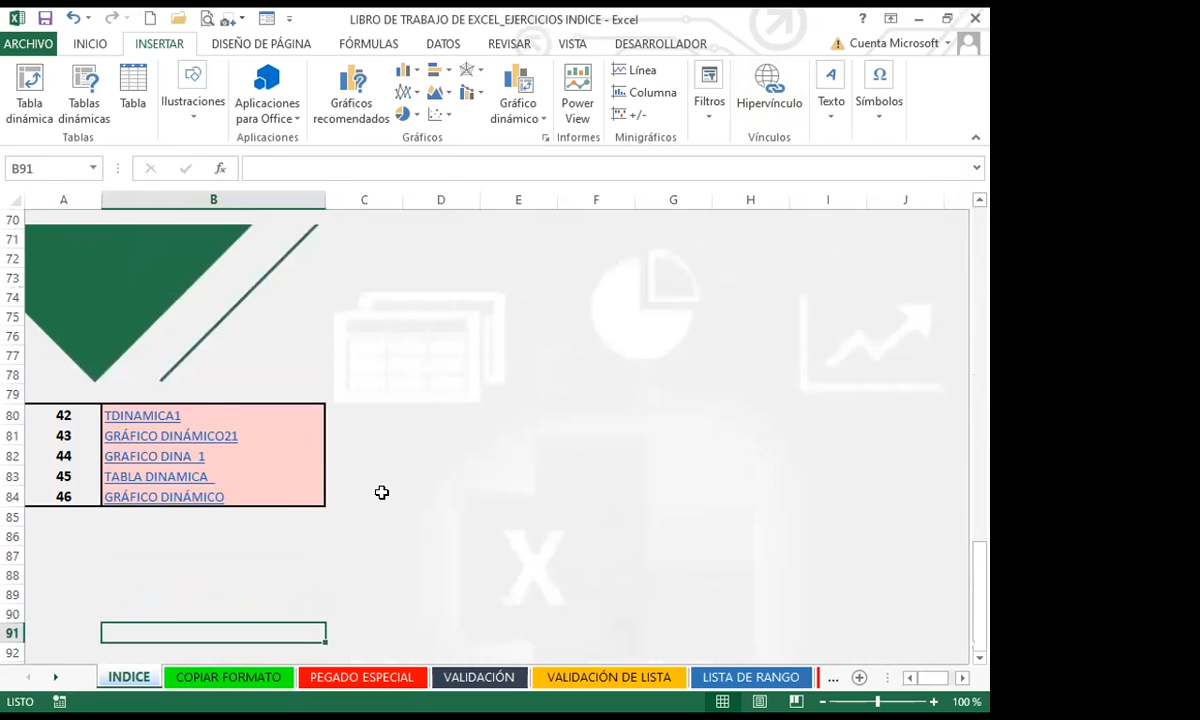 LIBRO DE TRABAJO DE EXCEL_EJERCICIOS INDICE - Excel
?
ARCHIVO INICIO INSERTAR DISEÑO DE PÁGINA FÓRMULAS DATOS REVISAR VISTA DESARROLLADOR Cuenta Microsoft
Tabla dinámica
Tablas dinámicas
Tabla
Ilustraciones
Aplicaciones para Office
Gráficos recomendados
Gráfico dinámico
Power View
Línea
Columna
+/-
Filtros
Hipervínculo
Texto
Símbolos
Tablas Aplicaciones Gráficos Informes Minigráficos Vínculos
B91 fx
A B C D E F G H I J
70
71
72
73
74
75
76
77
78
79
80 42 TDINAMICA1
81 43 GRÁFICO DINÁMICO21
82 44 GRAFICO DINA_1
83 45 TABLA DINAMICA_
84 46 GRÁFICO DINÁMICO
85
86
87
88
89
90
91
92
X
INDICE COPIAR FORMATO PEGADO ESPECIAL VALIDACIÓN VALIDACIÓN DE LISTA LISTA DE RANGO ...
LISTO 100 %